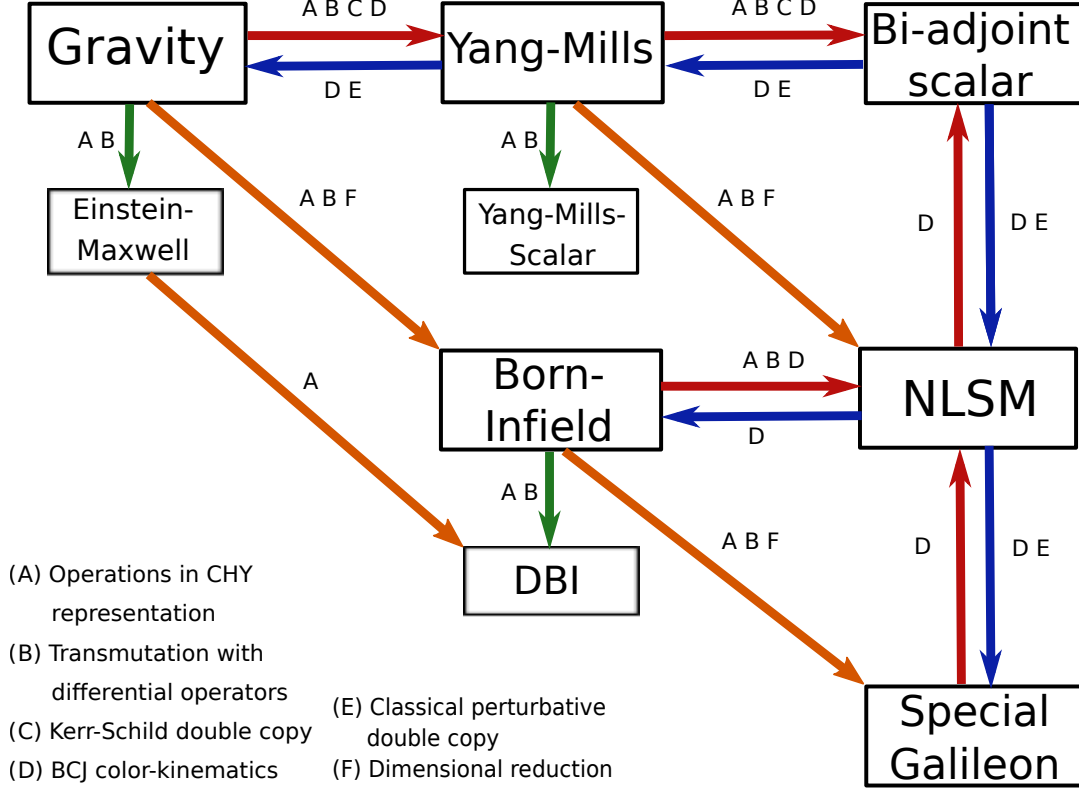 A B C D
A B C D
Gravity
Yang-Mills
Bi-adjoint
scalar
D E
D E
A B
A B
Einstein-
Maxwell
A B F
Yang-Mills-
Scalar
A B F
D
D E
A
Born-
Infield
A B D
D
NLSM
A B
A B F
D
D E
DBI
(A) Operations in CHY
representation
(B) Transmutation with
differential operators
(C) Kerr-Schild double copy
(D) BCJ color-kinematics
(E) Classical perturbative
double copy
(F) Dimensional reduction
Special
Galileon